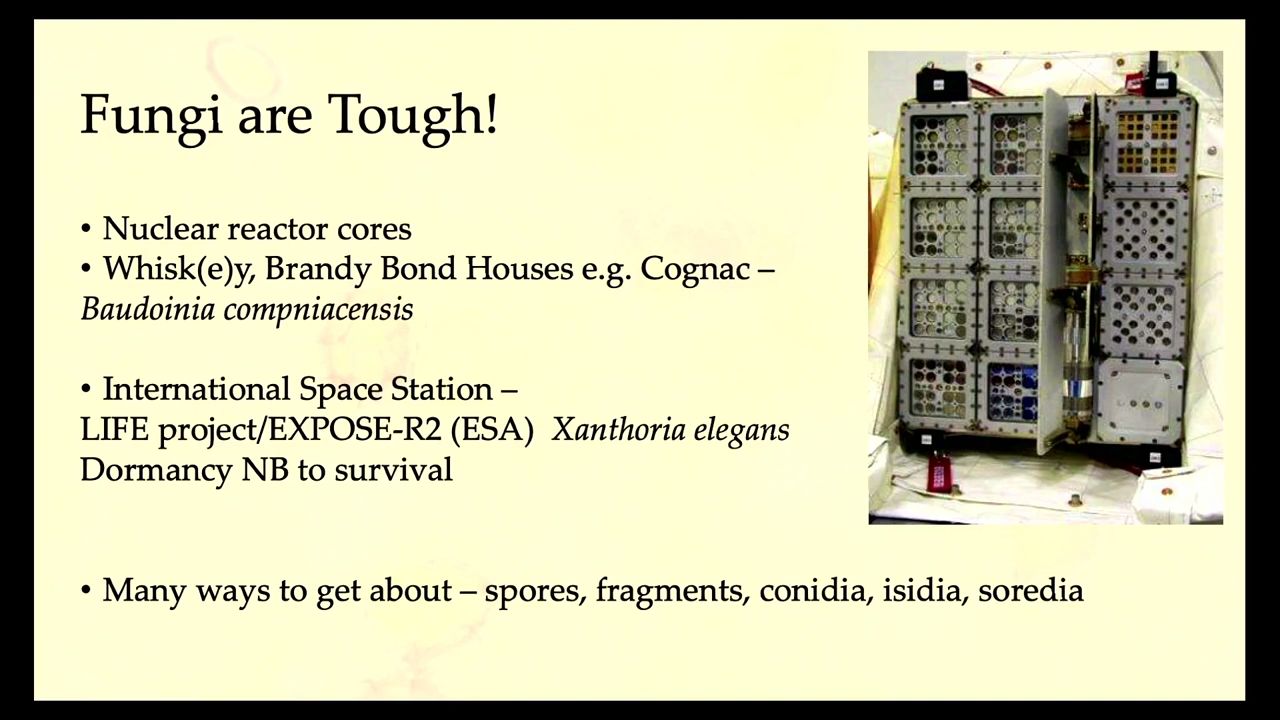 Fungi are Tough!
• Nuclear reactor cores
• Whisk(e)y, Brandy Bond Houses e.g. Cognac –
Baudoinia compniacensis
• International Space Station –
LIFE project/EXPOSE-R2 (ESA) Xanthoria elegans
Dormancy NB to survival
• Many ways to get about – spores, fragments, conidia, isidia, soredia